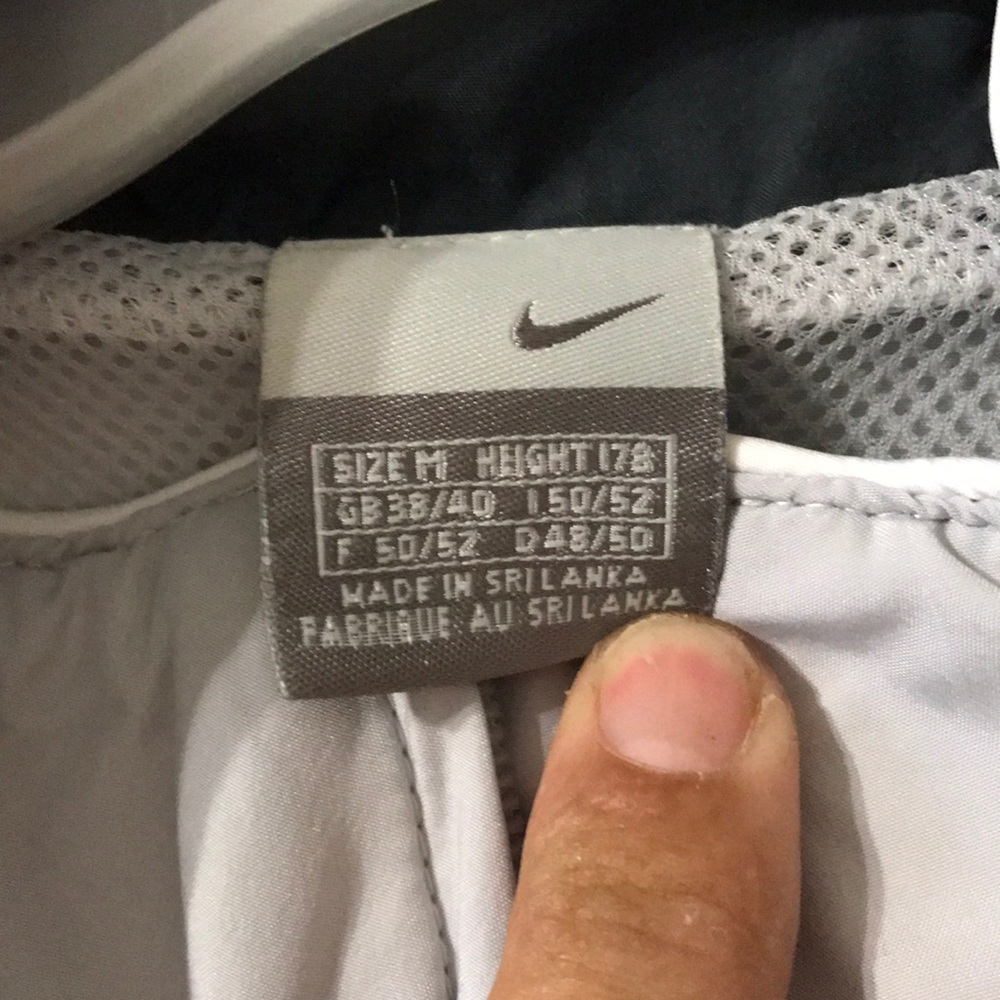 SIZE M HEIGHT 178
GB 38/40 I 50/52
F 50/52 D 48/50
MADE IN SRI LANKA
FABRIQUE AU SRI LANKA